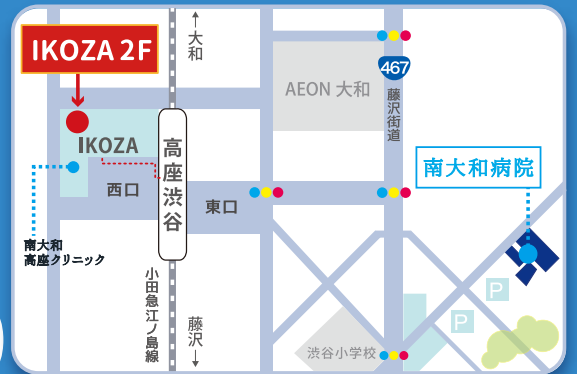 IKOZA 2F
←大和
467
AEON 大和
藤沢街道
IKOZA
高座渋谷
南大和病院
西口
東口
南大和
高座クリニック
小田急江ノ島線
藤沢→
P
P
渋谷小学校